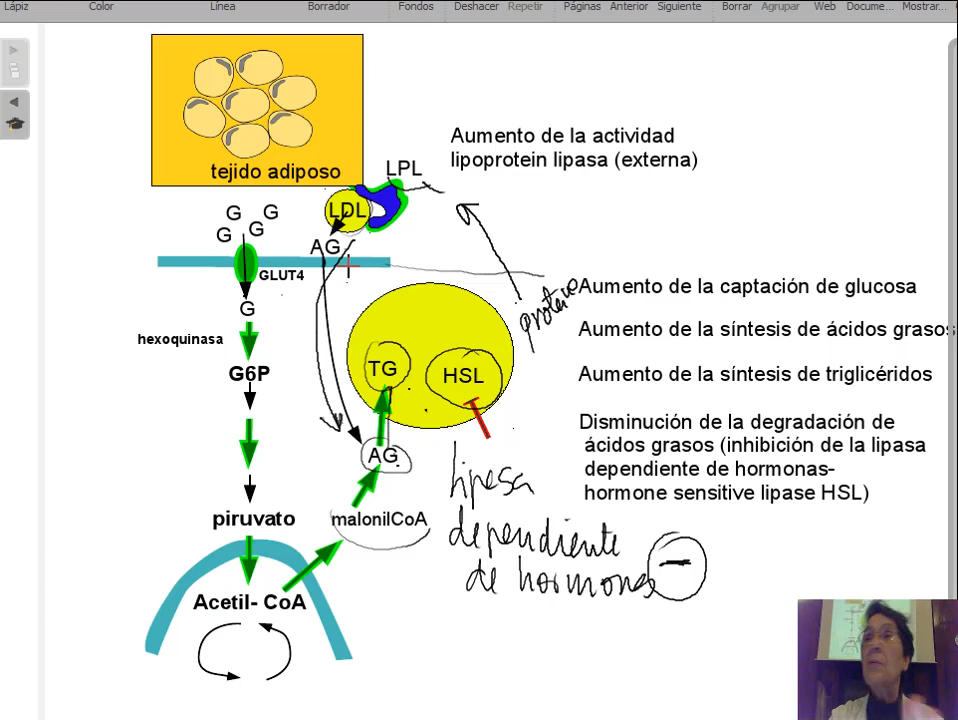 Lápiz Color Línea Borrador Fondos Deshacer Repetir Páginas Anterior Siguiente Borrar Agrupar Web Docume... Mostrar...
tejido adiposo
Aumento de la actividad
lipoprotein lipasa (externa)
LPL
LDL
G G
G G
AG
GLUT4
G
hexoquinasa
G6P
TG
HSL
proteína
Aumento de la captación de glucosa
Aumento de la síntesis de ácidos grasos
Aumento de la síntesis de triglicéridos
Disminución de la degradación de
ácidos grasos (inhibición de la lipasa
dependiente de hormonas-
hormone sensitive lipase HSL)
AG
piruvato
malonilCoA
Acetil- CoA
lipasa
dependiente
de hormonas
−